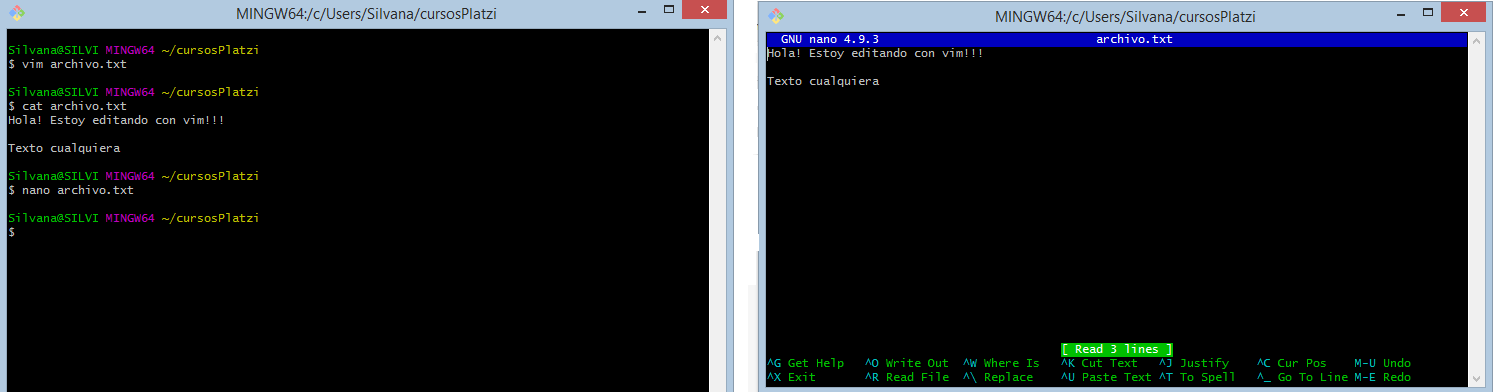 MINGW64:/c/Users/Silvana/cursosPlatzi
Silvana@SILVI MINGW64 ~/cursosPlatzi
$ vim archivo.txt
Silvana@SILVI MINGW64 ~/cursosPlatzi
$ cat archivo.txt
Hola! Estoy editando con vim!!!
Texto cualquiera
Silvana@SILVI MINGW64 ~/cursosPlatzi
$ nano archivo.txt
Silvana@SILVI MINGW64 ~/cursosPlatzi
$
MINGW64:/c/Users/Silvana/cursosPlatzi
GNU nano 4.9.3 archivo.txt
Hola! Estoy editando con vim!!!
Texto cualquiera
[ Read 3 lines ]
^G Get Help ^O Write Out ^W Where Is ^K Cut Text ^J Justify ^C Cur Pos M-U Undo
^X Exit ^R Read File ^\ Replace ^U Paste Text ^T To Spell ^_ Go To Line M-E Redo